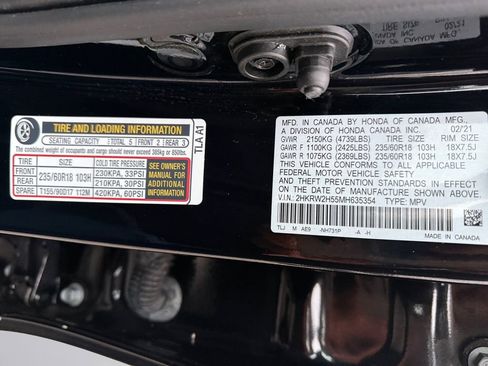 TIRE AND LOADING INFORMATION
SEATING CAPACITY TOTAL 5 FRONT 2 REAR 3
The combined weight of occupants and cargo should never exceed 385kg or 850lbs.
TIRE SIZE COLD TIRE PRESSURE
FRONT 235/60R18 103H 230KPA, 33PSI
REAR 210KPA, 30PSI
SPARE T155/90D17 112M 420KPA, 60PSI
SEE OWNER'S
MANUAL FOR
ADDITIONAL
INFORMATION
TLA A1
MFD. IN CANADA BY HONDA OF CANADA MFG.,
A DIVISION OF HONDA CANADA INC. 02/21
GVWR 2150KG (4739LBS) TIRE SIZE RIM SIZE
GAWR F 1100KG (2425LBS) 235/60R18 103H 18X7.5J
GAWR R 1075KG (2369LBS) 235/60R18 103H 18X7.5J
THIS VEHICLE CONFORMS TO ALL APPLICABLE
FEDERAL MOTOR VEHICLE SAFETY, BUMPER,
AND THEFT PREVENTION STANDARDS IN EFFECT
ON THE DATE OF MANUFACTURE SHOWN ABOVE.
V.I.N.: 2HKRW2H55MH635354 TYPE: MPV
TLJ M AE9 -NH731P -A -H
MADE IN CANADA